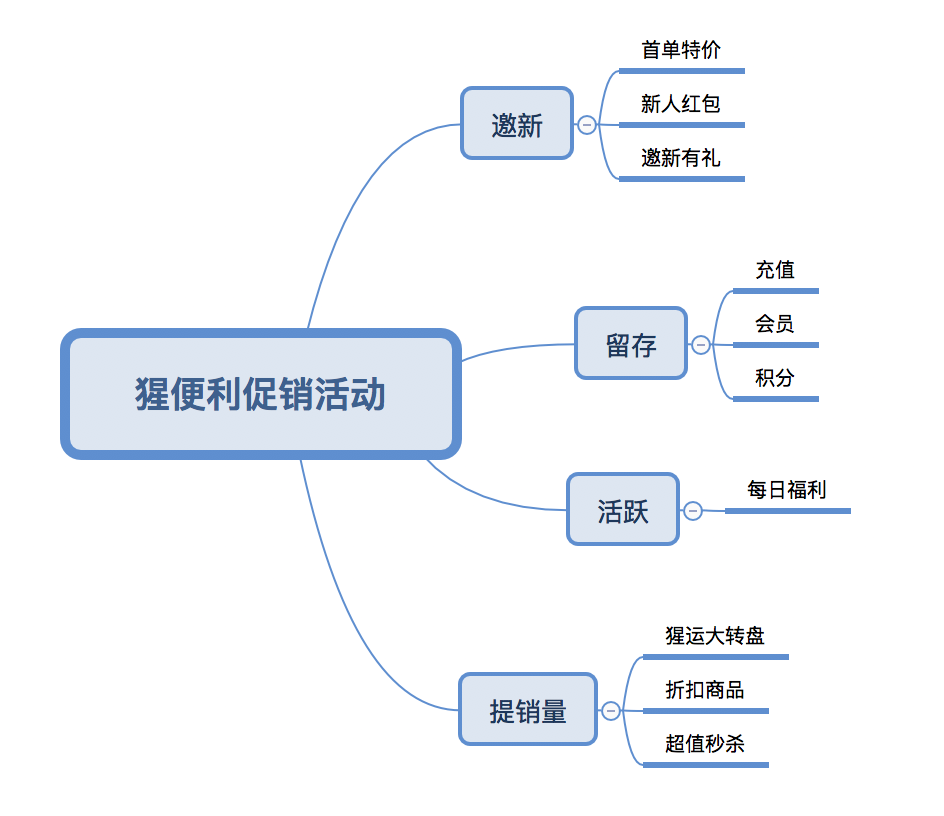 猩便利促销活动
邀新
首单特价
新人红包
邀新有礼
留存
充值
会员
积分
活跃
每日福利
提销量
猩运大转盘
折扣商品
超值秒杀